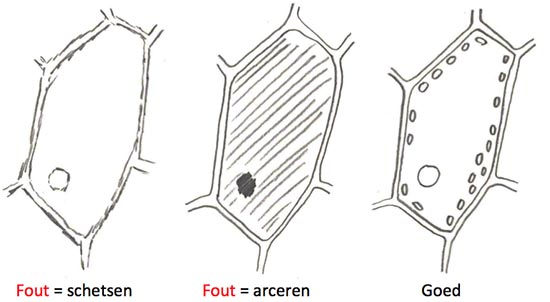 Fout = schetsen
Fout = arceren
Goed